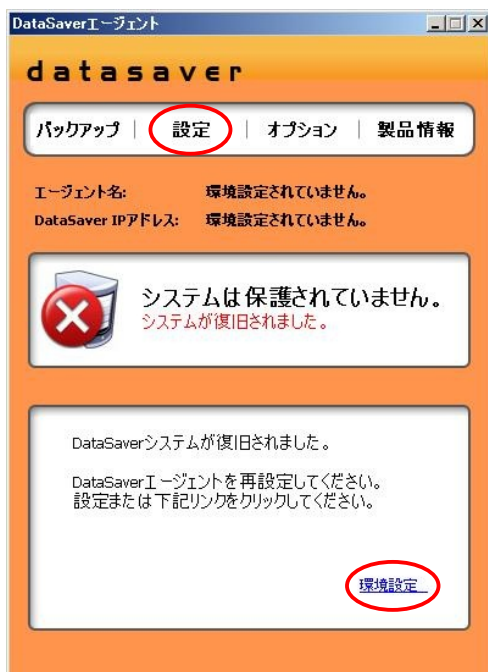 DataSaverエージェント
datasaver
バックアップ | 設定 | オプション | 製品情報
エージェント名: 環境設定されていません。
DataSaver IPアドレス: 環境設定されていません。
システムは保護されていません。
システムが復旧されました。
DataSaverシステムが復旧されました。
DataSaverエージェントを再設定してください。
設定または下記リンクをクリックしてください。
環境設定